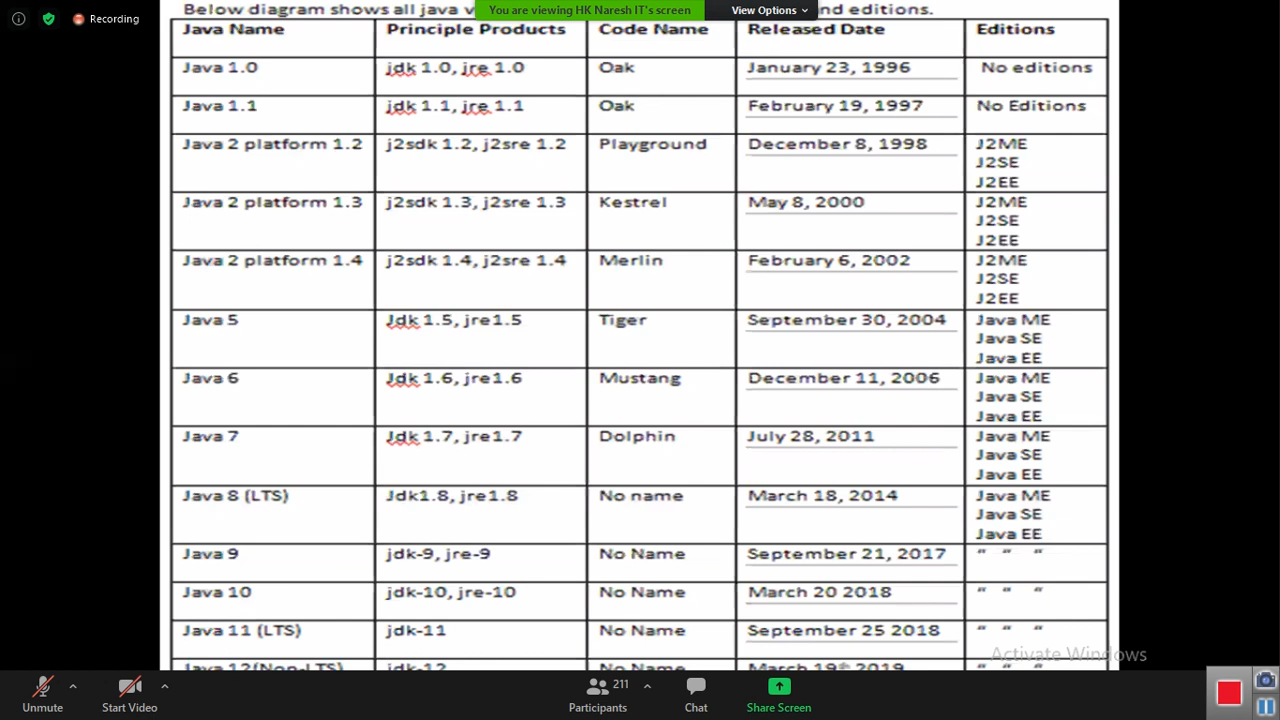 Recording
You are viewing HK Naresh IT's screen
View Options
Below diagram shows all java v nd editions.
Java Name Principle Products Code Name Released Date Editions
Java 1.0 jdk 1.0, jre 1.0 Oak January 23, 1996 No editions
Java 1.1 jdk 1.1, jre 1.1 Oak February 19, 1997 No Editions
Java 2 platform 1.2 j2sdk 1.2, j2sre 1.2 Playground December 8, 1998 J2ME
J2SE
J2EE
Java 2 platform 1.3 j2sdk 1.3, j2sre 1.3 Kestrel May 8, 2000 J2ME
J2SE
J2EE
Java 2 platform 1.4 j2sdk 1.4, j2sre 1.4 Merlin February 6, 2002 J2ME
J2SE
J2EE
Java 5 Jdk 1.5, jre1.5 Tiger September 30, 2004 Java ME
Java SE
Java EE
Java 6 Jdk 1.6, jre1.6 Mustang December 11, 2006 Java ME
Java SE
Java EE
Java 7 Jdk 1.7, jre1.7 Dolphin July 28, 2011 Java ME
Java SE
Java EE
Java 8 (LTS) Jdk1.8, jre1.8 No name March 18, 2014 Java ME
Java SE
Java EE
Java 9 jdk-9, jre-9 No Name September 21, 2017 “ “ “
Java 10 jdk-10, jre-10 No Name March 20 2018 “ “ “
Java 11 (LTS) jdk-11 No Name September 25 2018 “ “ “
Java 12(Non-LTS) jdk-12 No Name March 19th 2019 “ “ “
Activate Windows
Unmute Start Video 211 Participants Chat Share Screen